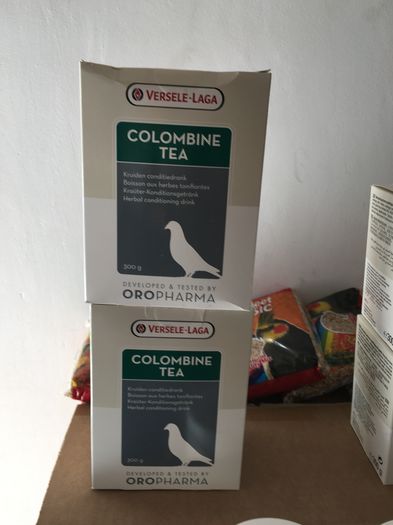 VERSELE-LAGA
COLOMBINE
TEA
Kruiden conditiedrank
Boisson aux herbes tonifiantes
Kräuter-Konditionsgetränk
Herbal conditioning drink
300 g
DEVELOPED & TESTED BY
OROPHARMA
VERSELE-LAGA
COLOMBINE
TEA
Kruiden conditiedrank
Boisson aux herbes tonifiantes
Kräuter-Konditionsgetränk
Herbal conditioning drink
300 g
DEVELOPED & TESTED BY
OROPHARMA